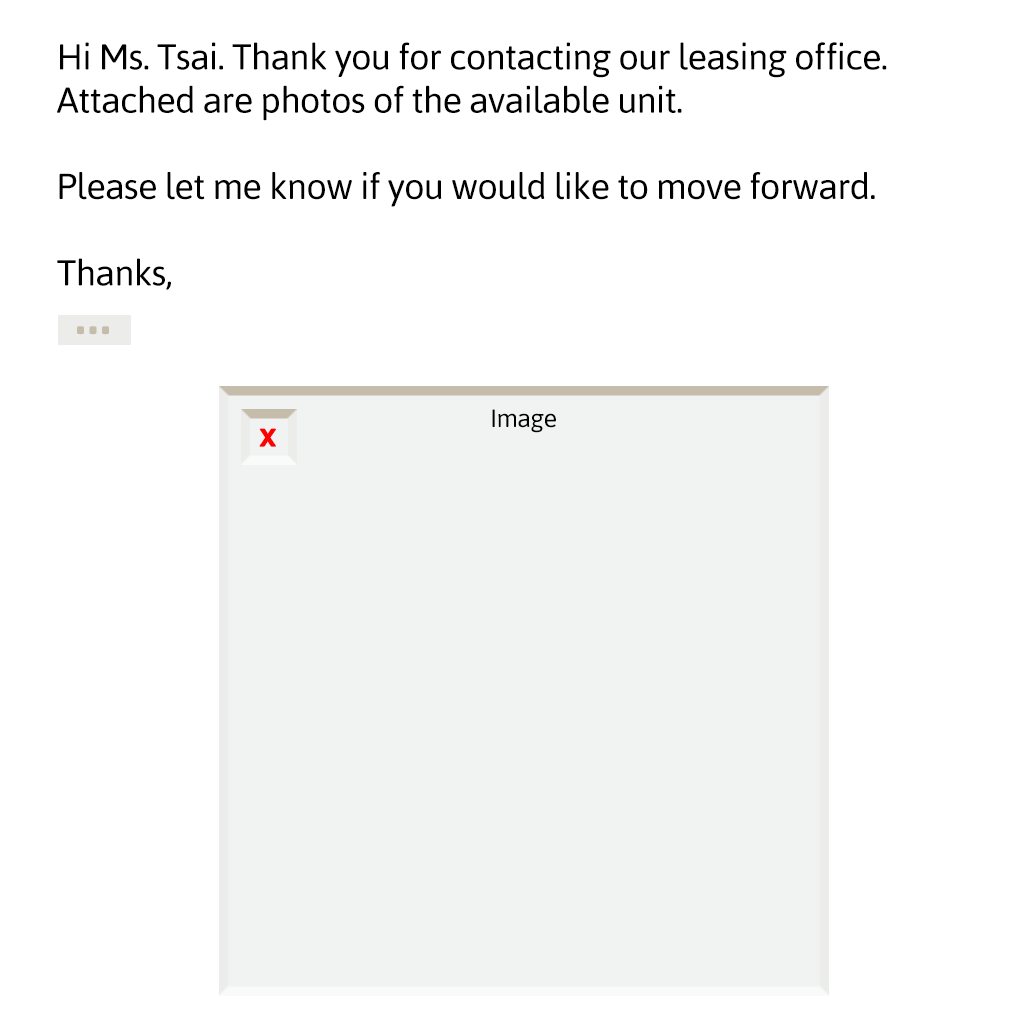 Hi Ms. Tsai. Thank you for contacting our leasing office.
Attached are photos of the available unit.
Please let me know if you would like to move forward.
Thanks,
...
Image
X